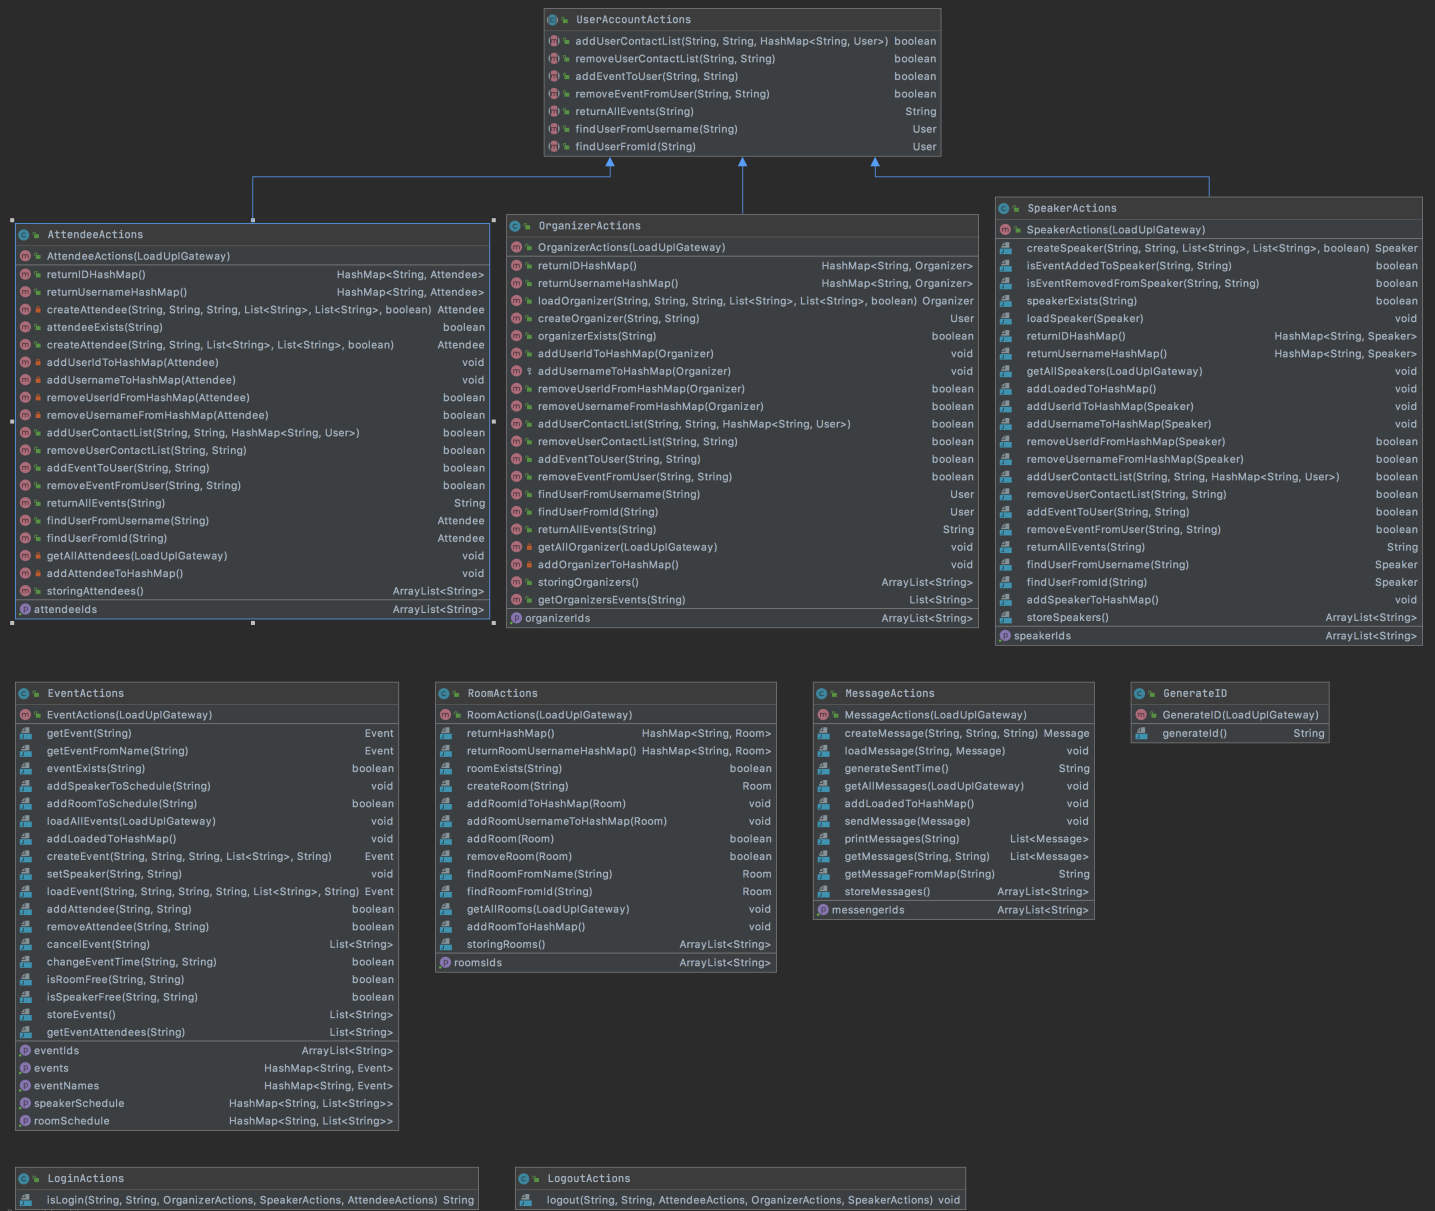 UserAccountActions
addUserContactList(String, String, HashMap<String, User>) boolean
removeUserContactList(String, String) boolean
addEventToUser(String, String) boolean
removeEventFromUser(String, String) boolean
returnAllEvents(String) String
findUserFromUsername(String) User
findUserFromId(String) User
AttendeeActions
AttendeeActions(LoadUpIGateway)
returnIDHashMap() HashMap<String, Attendee>
returnUsernameHashMap() HashMap<String, Attendee>
createAttendee(String, String, String, List<String>, List<String>, boolean) Attendee
attendeeExists(String) boolean
createAttendee(String, String, List<String>, List<String>, boolean) Attendee
addUserIdToHashMap(Attendee) void
addUsernameToHashMap(Attendee) void
removeUserIdFromHashMap(Attendee) boolean
removeUsernameFromHashMap(Attendee) boolean
addUserContactList(String, String, HashMap<String, User>) boolean
removeUserContactList(String, String) boolean
addEventToUser(String, String) boolean
removeEventFromUser(String, String) boolean
returnAllEvents(String) String
findUserFromUsername(String) Attendee
findUserFromId(String) Attendee
getAllAttendees(LoadUpIGateway) void
addAttendeeToHashMap() void
storingAttendees() ArrayList<String>
attendeeIds ArrayList<String>
OrganizerActions
OrganizerActions(LoadUpIGateway)
returnIDHashMap() HashMap<String, Organizer>
returnUsernameHashMap() HashMap<String, Organizer>
loadOrganizer(String, String, String, List<String>, List<String>, boolean) Organizer
createOrganizer(String, String) User
organizerExists(String) boolean
addUserIdToHashMap(Organizer) void
addUsernameToHashMap(Organizer) void
removeUserIdFromHashMap(Organizer) boolean
removeUsernameFromHashMap(Organizer) boolean
addUserContactList(String, String, HashMap<String, User>) boolean
removeUserContactList(String, String) boolean
addEventToUser(String, String) boolean
removeEventFromUser(String, String) boolean
findUserFromUsername(String) User
findUserFromId(String) User
returnAllEvents(String) String
getAllOrganizer(LoadUpIGateway) void
addOrganizerToHashMap() void
storingOrganizers() ArrayList<String>
getOrganizersEvents(String) List<String>
organizerIds ArrayList<String>
SpeakerActions
SpeakerActions(LoadUpIGateway)
createSpeaker(String, String, List<String>, List<String>, boolean) Speaker
isEventAddedToSpeaker(String, String) boolean
isEventRemovedFromSpeaker(String, String) boolean
speakerExists(String) boolean
loadSpeaker(Speaker) void
returnIDHashMap() HashMap<String, Speaker>
returnUsernameHashMap() HashMap<String, Speaker>
getAllSpeakers(LoadUpIGateway) void
addLoadedToHashMap() void
addUserIdToHashMap(Speaker) void
addUsernameToHashMap(Speaker) void
removeUserIdFromHashMap(Speaker) boolean
removeUsernameFromHashMap(Speaker) boolean
addUserContactList(String, String, HashMap<String, User>) boolean
removeUserContactList(String, String) boolean
addEventToUser(String, String) boolean
removeEventFromUser(String, String) boolean
returnAllEvents(String) String
findUserFromUsername(String) Speaker
findUserFromId(String) Speaker
addSpeakerToHashMap() void
storeSpeakers() ArrayList<String>
speakerIds ArrayList<String>
EventActions
EventActions(LoadUpIGateway)
getEvent(String) Event
getEventFromName(String) Event
eventExists(String) boolean
addSpeakerToSchedule(String) void
addRoomToSchedule(String) boolean
loadAllEvents(LoadUpIGateway) void
addLoadedToHashMap() void
createEvent(String, String, String, List<String>, String) Event
setSpeaker(String, String) void
loadEvent(String, String, String, String, List<String>, String) Event
addAttendee(String, String) boolean
removeAttendee(String, String) boolean
cancelEvent(String) List<String>
changeEventTime(String, String) boolean
isRoomFree(String, String) boolean
isSpeakerFree(String, String) boolean
storeEvents() List<String>
getEventAttendees(String) List<String>
eventIds ArrayList<String>
events HashMap<String, Event>
eventNames HashMap<String, Event>
speakerSchedule HashMap<String, List<String>>
roomSchedule HashMap<String, List<String>>
RoomActions
RoomActions(LoadUpIGateway)
returnHashMap() HashMap<String, Room>
returnRoomUsernameHashMap() HashMap<String, Room>
roomExists(String) boolean
createRoom(String) Room
addRoomIdToHashMap(Room) void
addRoomUsernameToHashMap(Room) void
addRoom(Room) boolean
removeRoom(Room) boolean
findRoomFromName(String) Room
findRoomFromId(String) Room
getAllRooms(LoadUpIGateway) void
addRoomToHashMap() void
storingRooms() ArrayList<String>
roomsIds ArrayList<String>
MessageActions
MessageActions(LoadUpIGateway)
createMessage(String, String, String) Message
loadMessage(String, Message) void
generateSentTime() String
getAllMessages(LoadUpIGateway) void
addLoadedToHashMap() void
sendMessage(Message) void
printMessages(String) List<Message>
getMessages(String, String) List<Message>
getMessageFromMap(String) String
storeMessages() ArrayList<String>
messengerIds ArrayList<String>
GenerateID
GenerateID(LoadUpIGateway)
generateId() String
LoginActions
isLogin(String, String, OrganizerActions, SpeakerActions, AttendeeActions) String
LogoutActions
logout(String, String, AttendeeActions, OrganizerActions, SpeakerActions) void